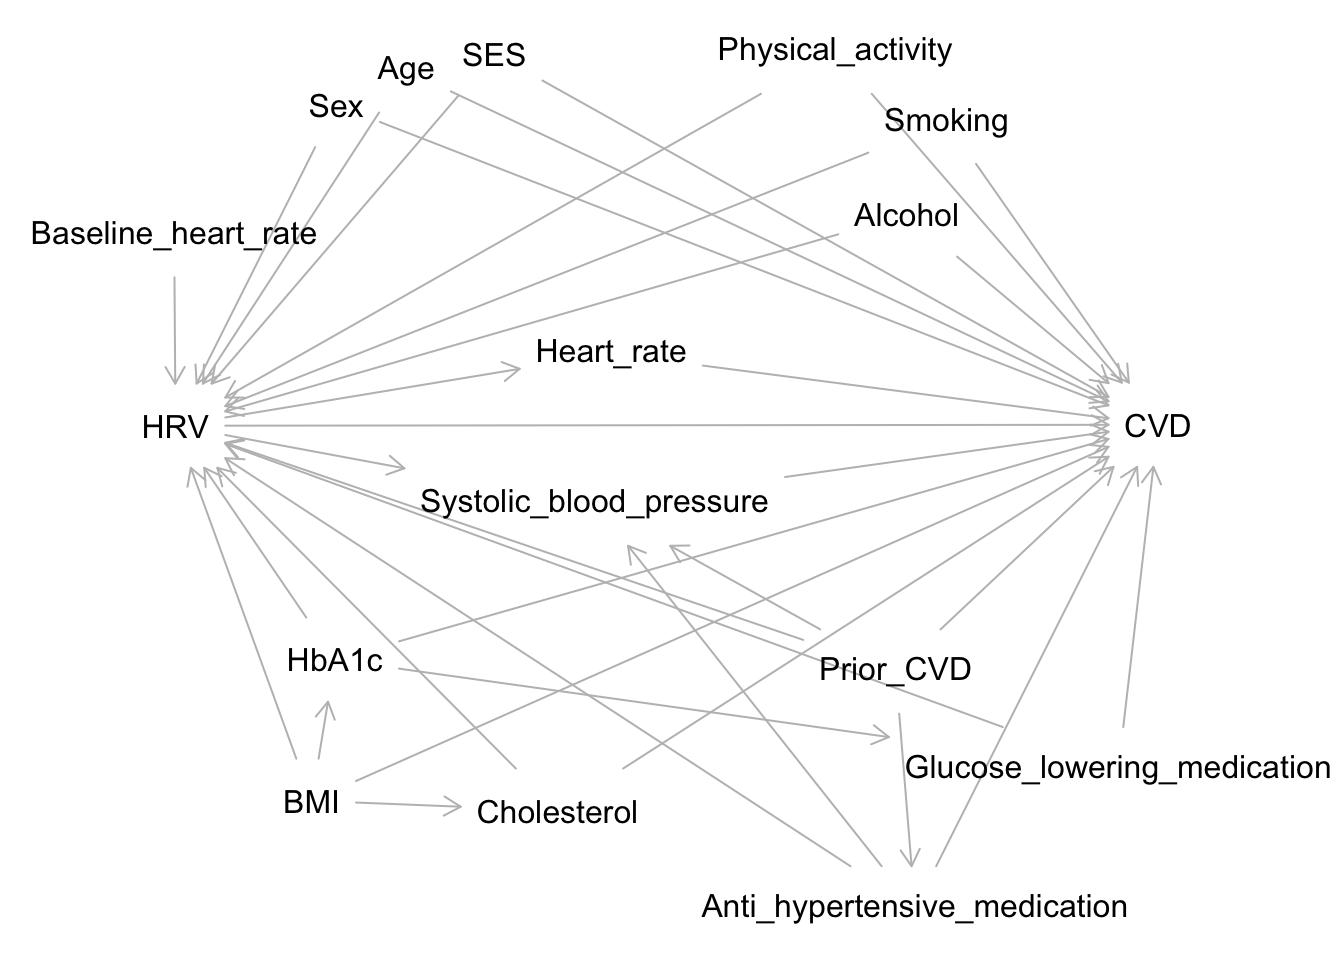 Physical_activity
SES
Age
Sex
Smoking
Alcohol
Baseline_heart_rate
Heart_rate
HRV
CVD
Systolic_blood_pressure
HbA1c
Prior_CVD
Glucose_lowering_medication
BMI
Cholesterol
Anti_hypertensive_medication